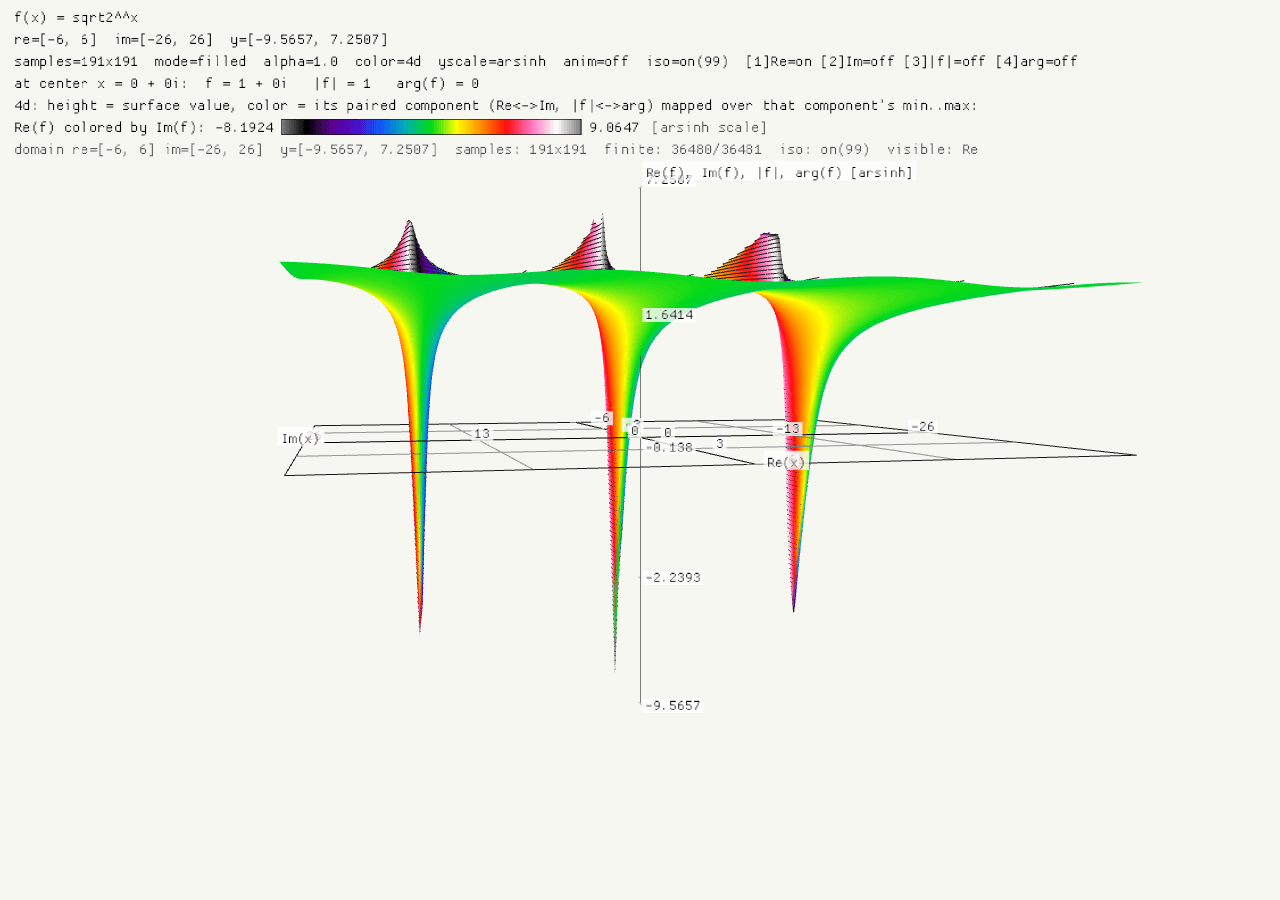 f(x) = sqrt2^^x
re=[-6, 6]  im=[-26, 26]  y=[-9.5657, 7.2507]
samples=191x191  mode=filled  alpha=1.0  color=4d  yscale=arsinh  anim=off  iso=on(99)  [1]Re=on [2]Im=off [3]|f|=off [4]arg=off
at center x = 0 + 0i:  f = 1 + 0i   |f| = 1   arg(f) = 0
4d: height = surface value, color = its paired component (Re<->Im, |f|<->arg) mapped over that component's min..max:
Re(f) colored by Im(f): -8.1924 9.0647 [arsinh scale]
domain re=[-6, 6] im=[-26, 26]  y=[-9.5657, 7.2507]  samples: 191x191  finite: 36480/36481  iso: on(99)  visible: Re
Re(f), Im(f), |f|, arg(f) [arsinh]
7.2507
1.6414
-6
-26
-13
0
0
13
Im(x)
3
-0.138
Re(x)
-2.2393
-9.5657